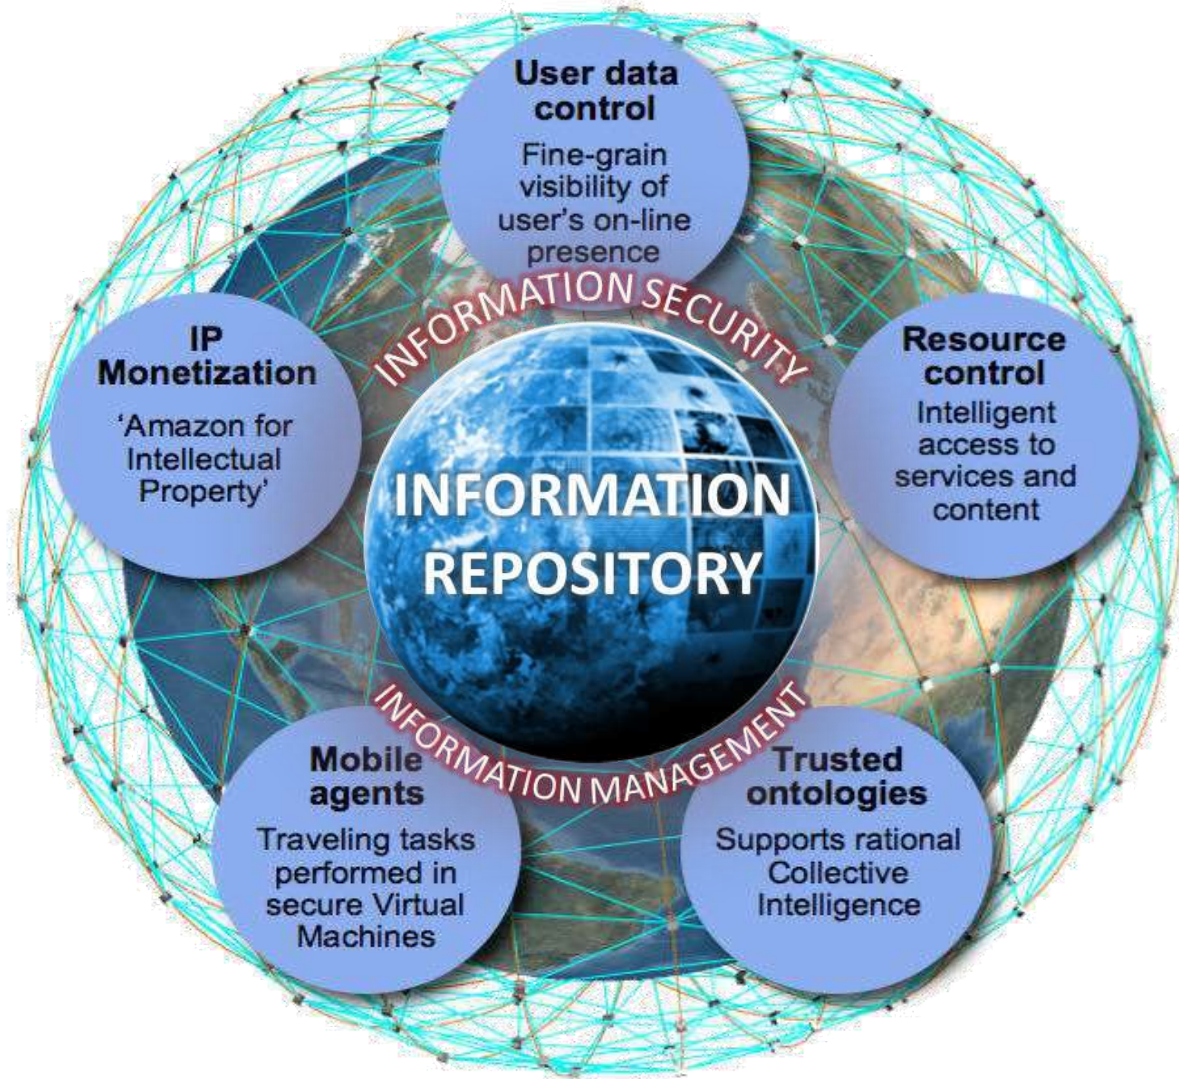 User data
control
Fine-grain
visibility of
user's on-line
presence
INFORMATION SECURITY
IP
Monetization
‘Amazon for
Intellectual
Property’
Resource
control
Intelligent
access to
services and
content
INFORMATION
REPOSITORY
INFORMATION MANAGEMENT
Mobile
agents
Traveling tasks
performed in
secure Virtual
Machines
Trusted
ontologies
Supports rational
Collective
Intelligence